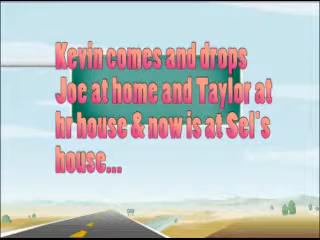 Kevin comes and drops
Joe at home and Taylor at
hr house & now is at Sel's
house...